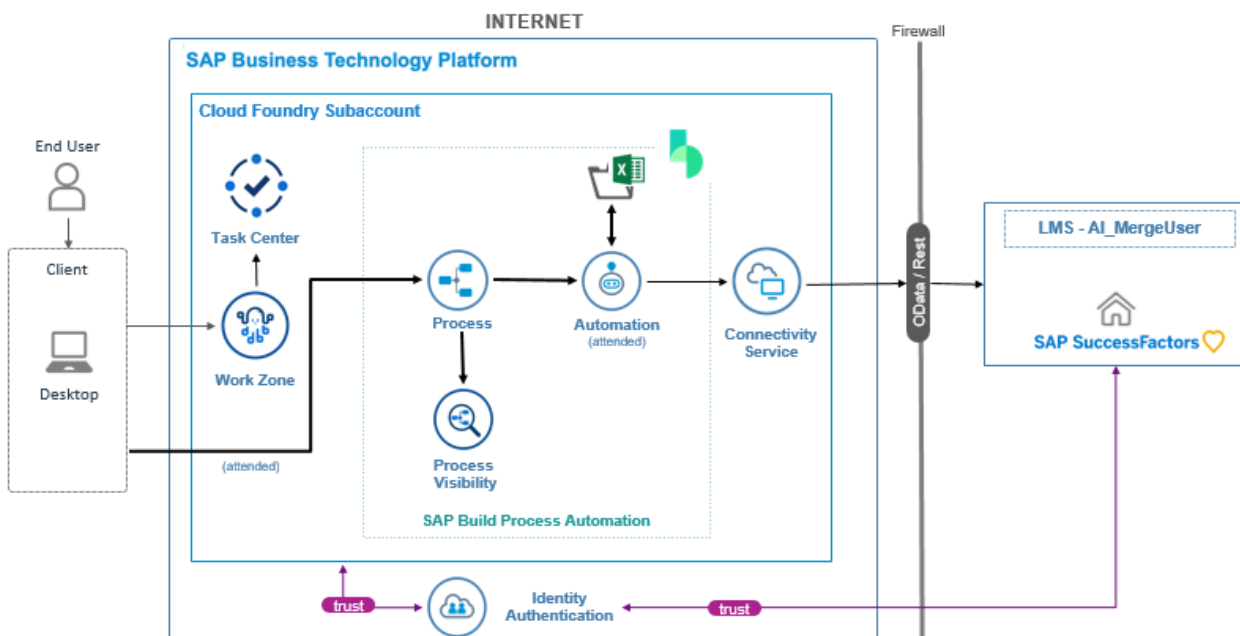 INTERNET
Firewall
SAP Business Technology Platform
Cloud Foundry Subaccount
End User
Client
Desktop
Task Center
Work Zone
(attended)
X
Process
Automation
(attended)
Process
Visibility
SAP Build Process Automation
Connectivity
Service
OData / Rest
LMS - AI_MergeUser
SAP SuccessFactors
trust
Identity
Authentication
trust